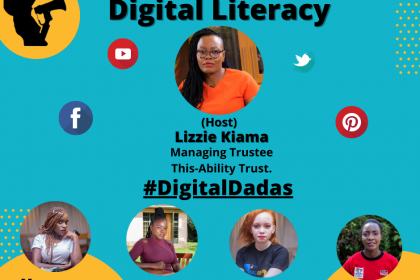 Digital Literacy
(Host)
Lizzie Kiama
Managing Trustee
This-Ability Trust.
#DigitalDadas